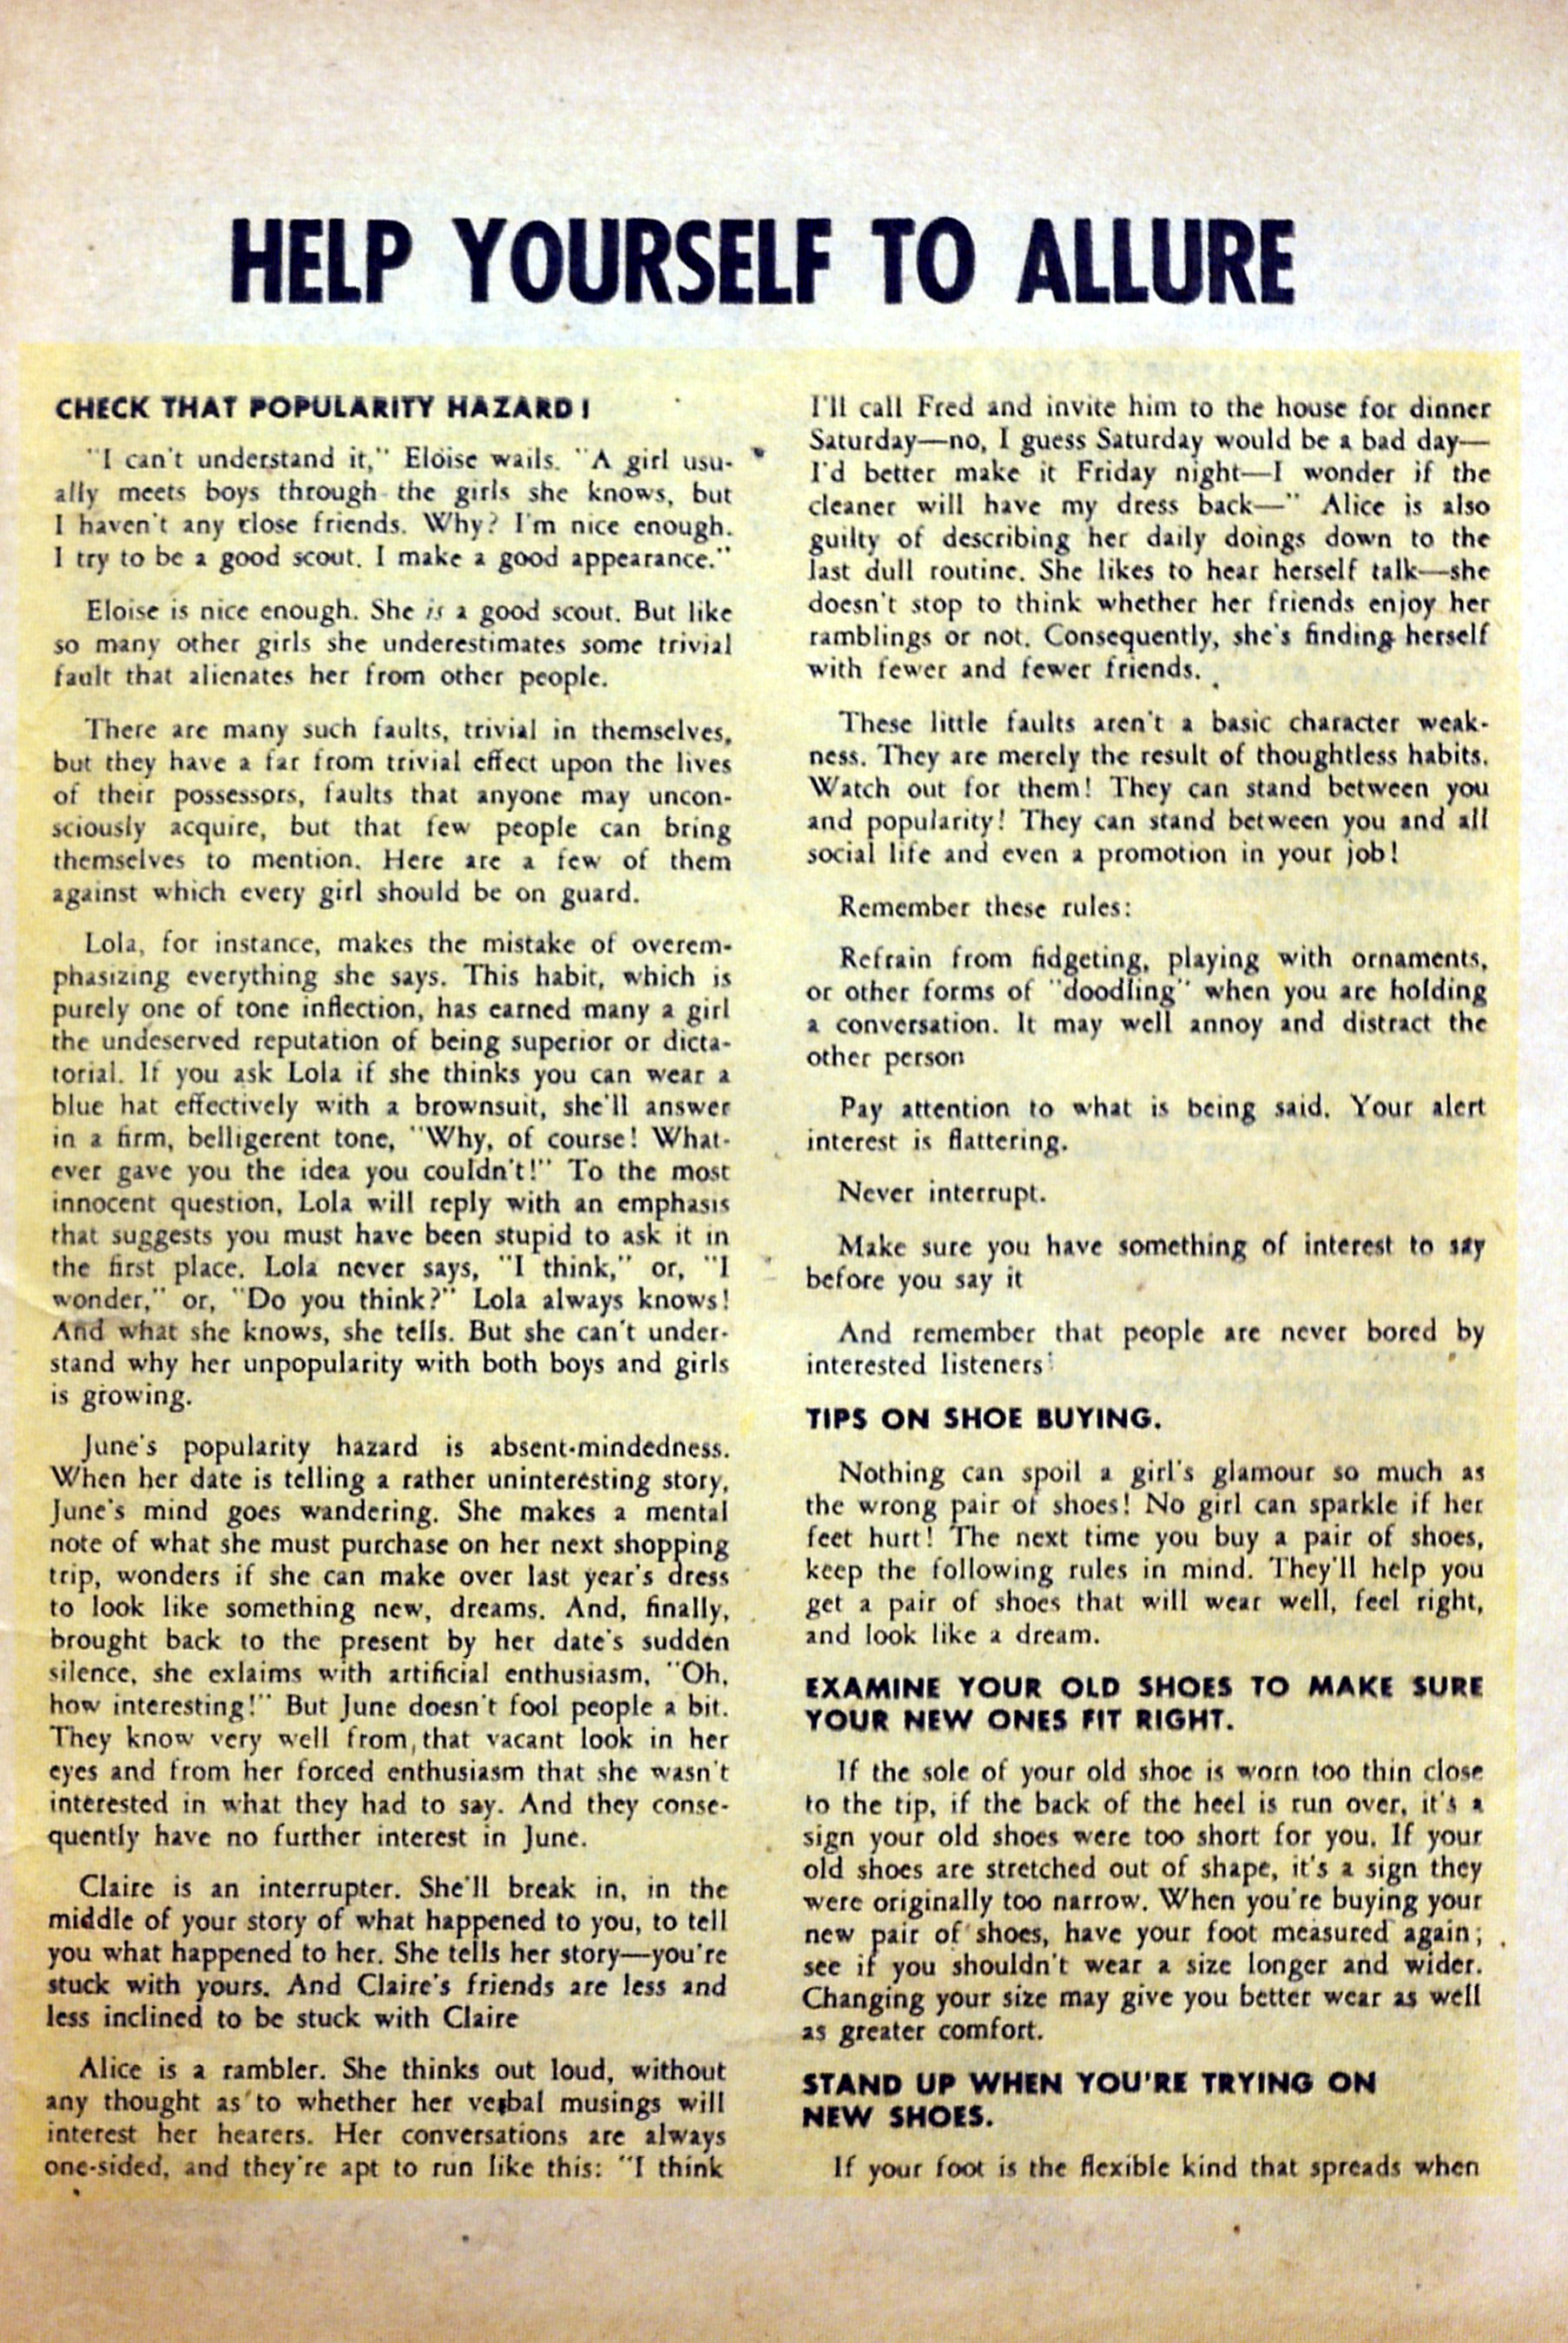 HELP YOURSELF TO ALLURE
CHECK THAT POPULARITY HAZARD!
"I can't understand it," Eloise wails. "A girl usu-
ally meets boys through the girls she knows, but
I haven't any close friends. Why? I'm nice enough.
I try to be a good scout. I make a good appearance."
Eloise is nice enough. She is a good scout. But like
so many other girls she underestimates some trivial
fault that alienates her from other people.
There are many such faults, trivial in themselves,
but they have a far from trivial effect upon the lives
of their possessors, faults that anyone may uncon-
sciously acquire, but that few people can bring
themselves to mention. Here are a few of them
against which every girl should be on guard.
Lola, for instance, makes the mistake of overem-
phasizing everything she says. This habit, which is
purely one of tone inflection, has earned many a girl
the undeserved reputation of being superior or dicta-
torial. If you ask Lola if she thinks you can wear a
blue hat effectively with a brownsuit, she'll answer
in a firm, belligerent tone, "Why, of course! What-
ever gave you the idea you couldn't!" To the most
innocent question, Lola will reply with an emphasis
that suggests you must have been stupid to ask it in
the first place. Lola never says, "I think," or, "I
wonder," or, "Do you think?" Lola always knows!
And what she knows, she tells. But she can't under-
stand why her unpopularity with both boys and girls
is growing.
June's popularity hazard is absent-mindedness.
When her date is telling a rather uninteresting story,
June's mind goes wandering. She makes a mental
note of what she must purchase on her next shopping
trip, wonders if she can make over last year's dress
to look like something new, dreams. And, finally,
brought back to the present by her date's sudden
silence, she exlaims with artificial enthusiasm, "Oh,
how interesting!" But June doesn't fool people a bit.
They know very well from that vacant look in her
eyes and from her forced enthusiasm that she wasn't
interested in what they had to say. And they conse-
quently have no further interest in June.
Claire is an interrupter. She'll break in, in the
middle of your story of what happened to you, to tell
you what happened to her. She tells her story—you're
stuck with yours. And Claire's friends are less and
less inclined to be stuck with Claire
Alice is a rambler. She thinks out loud, without
any thought as to whether her verbal musings will
interest her hearers. Her conversations are always
one-sided, and they're apt to run like this: "I think
I'll call Fred and invite him to the house for dinner
Saturday—no, I guess Saturday would be a bad day—
I'd better make it Friday night—I wonder if the
cleaner will have my dress back—" Alice is also
guilty of describing her daily doings down to the
last dull routine. She likes to hear herself talk—she
doesn't stop to think whether her friends enjoy her
ramblings or not. Consequently, she's finding herself
with fewer and fewer friends.
These little faults aren't a basic character weak-
ness. They are merely the result of thoughtless habits.
Watch out for them! They can stand between you
and popularity! They can stand between you and all
social life and even a promotion in your job!
Remember these rules:
Refrain from fidgeting, playing with ornaments,
or other forms of "doodling" when you are holding
a conversation. It may well annoy and distract the
other person
Pay attention to what is being said. Your alert
interest is flattering.
Never interrupt.
Make sure you have something of interest to say
before you say it
And remember that people are never bored by
interested listeners!
TIPS ON SHOE BUYING.
Nothing can spoil a girl's glamour so much as
the wrong pair of shoes! No girl can sparkle if her
feet hurt! The next time you buy a pair of shoes,
keep the following rules in mind. They'll help you
get a pair of shoes that will wear well, feel right,
and look like a dream.
EXAMINE YOUR OLD SHOES TO MAKE SURE
YOUR NEW ONES FIT RIGHT.
If the sole of your old shoe is worn too thin close
to the tip, if the back of the heel is run over, it's a
sign your old shoes were too short for you. If your
old shoes are stretched out of shape, it's a sign they
were originally too narrow. When you're buying your
new pair of shoes, have your foot measured again;
see if you shouldn't wear a size longer and wider.
Changing your size may give you better wear as well
as greater comfort.
STAND UP WHEN YOU'RE TRYING ON
NEW SHOES.
If your foot is the flexible kind that spreads when